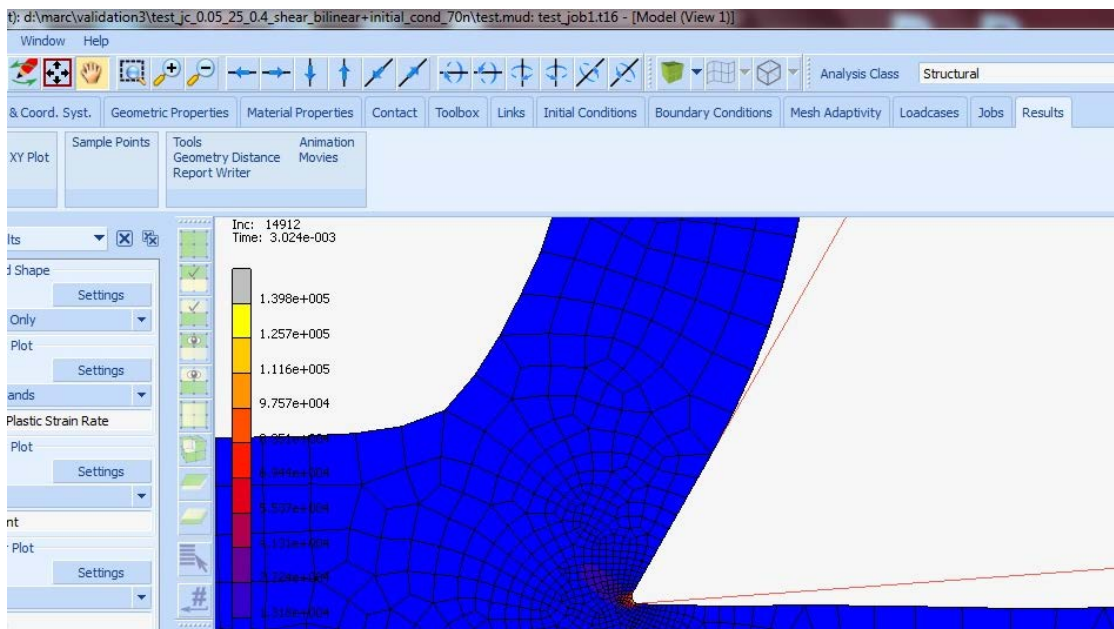 t): d:\marc\validation3\test_jc_0.05_25_0.4_shear_bilinear+initial_cond_70n\test.mud: test_job1.t16 - [Model (View 1)]
Window Help
Analysis Class Structural
& Coord. Syst. Geometric Properties Material Properties Contact Toolbox Links Initial Conditions Boundary Conditions Mesh Adaptivity Loadcases Jobs Results
XY Plot
Sample Points
Tools Animation
Geometry Distance Movies
Report Writer
lts
d Shape
Settings
Only
Plot
Settings
ands
Plastic Strain Rate
Plot
Settings
nt
r Plot
Settings
Inc: 14912
Time: 3.024e-003
1.398e+005
1.257e+005
1.116e+005
9.757e+004
#